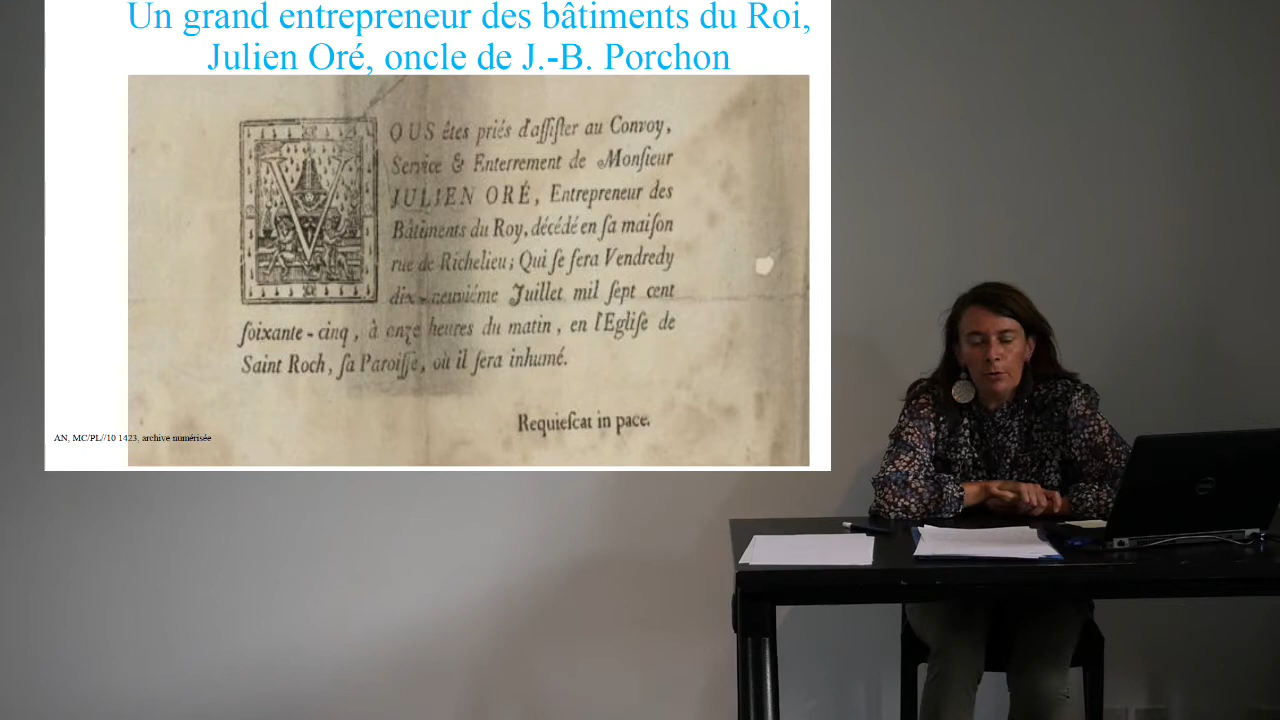 Un grand entrepreneur des bâtiments du Roi,
Julien Oré, oncle de J.-B. Porchon
VOUS êtes priés d'aſſiſter au Convoy,
Service & Enterrement de Monſieur
JULIEN ORÉ, Entrepreneur des
Bâtiments du Roy, décédé en ſa maiſon
rue de Richelieu; Qui ſe fera Vendredy
dix-neuviéme Juillet mil ſept cent
ſoixante-cinq, à onze heures du matin, en l'Egliſe de
Saint Roch, ſa Paroiſſe, où il ſera inhumé.
Requieſcat in pace.
AN, MC/PL//10 1423, archive numérisée
DELL